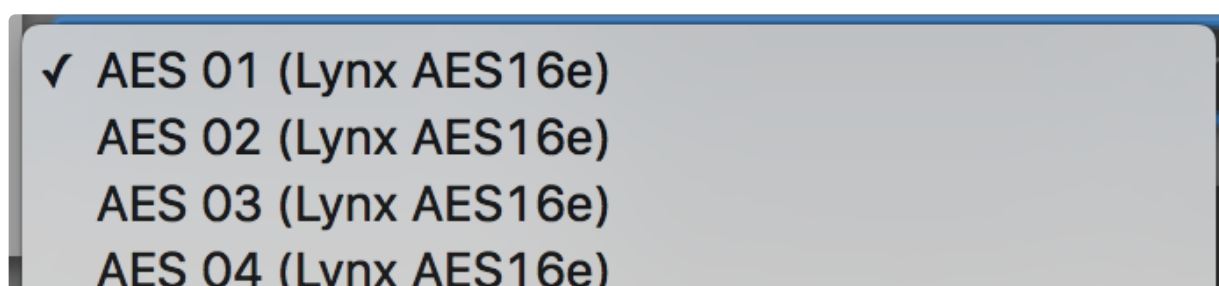 ✓ AES 01 (Lynx AES16e)
AES 02 (Lynx AES16e)
AES 03 (Lynx AES16e)
AES 04 (Lynx AES16e)